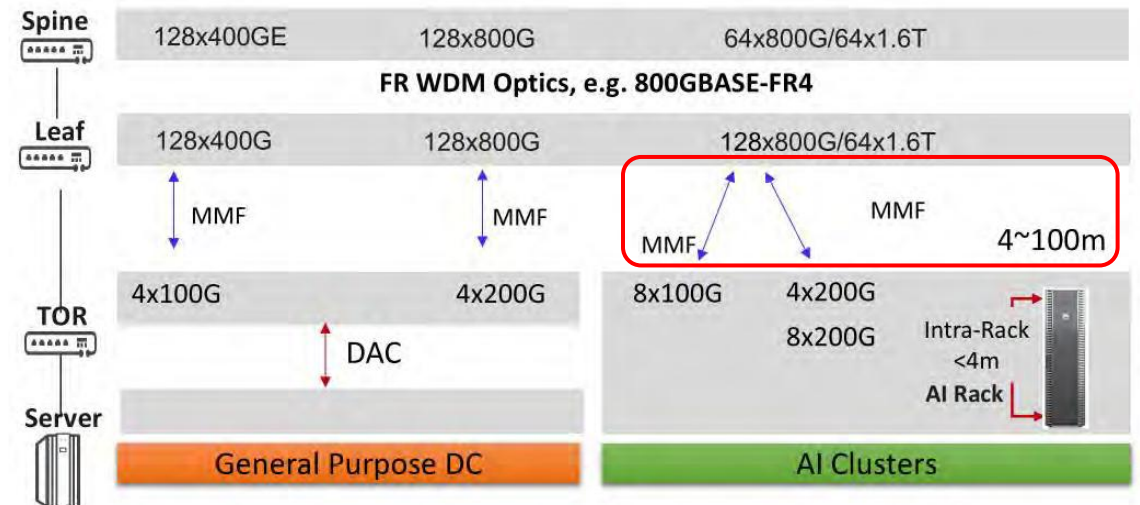 Spine
128x400GE 128x800G 64x800G/64x1.6T
FR WDM Optics, e.g. 800GBASE-FR4
Leaf
128x400G 128x800G 128x800G/64x1.6T
MMF MMF MMF MMF
4~100m
TOR
4x100G 4x200G 8x100G 4x200G
8x200G
DAC
Intra-Rack
<4m
AI Rack
Server
General Purpose DC AI Clusters